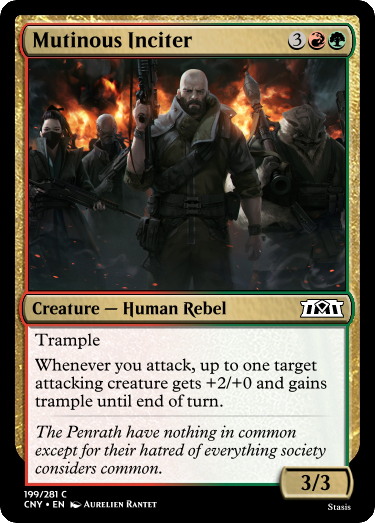 Mutinous Inciter 3
Creature — Human Rebel
Trample
Whenever you attack, up to one target
attacking creature gets +2/+0 and gains
trample until end of turn.
The Penrath have nothing in common
except for their hatred of everything society
considers common.
3/3
199/281 C
CNY • EN Aurelien Rantet
Stasis